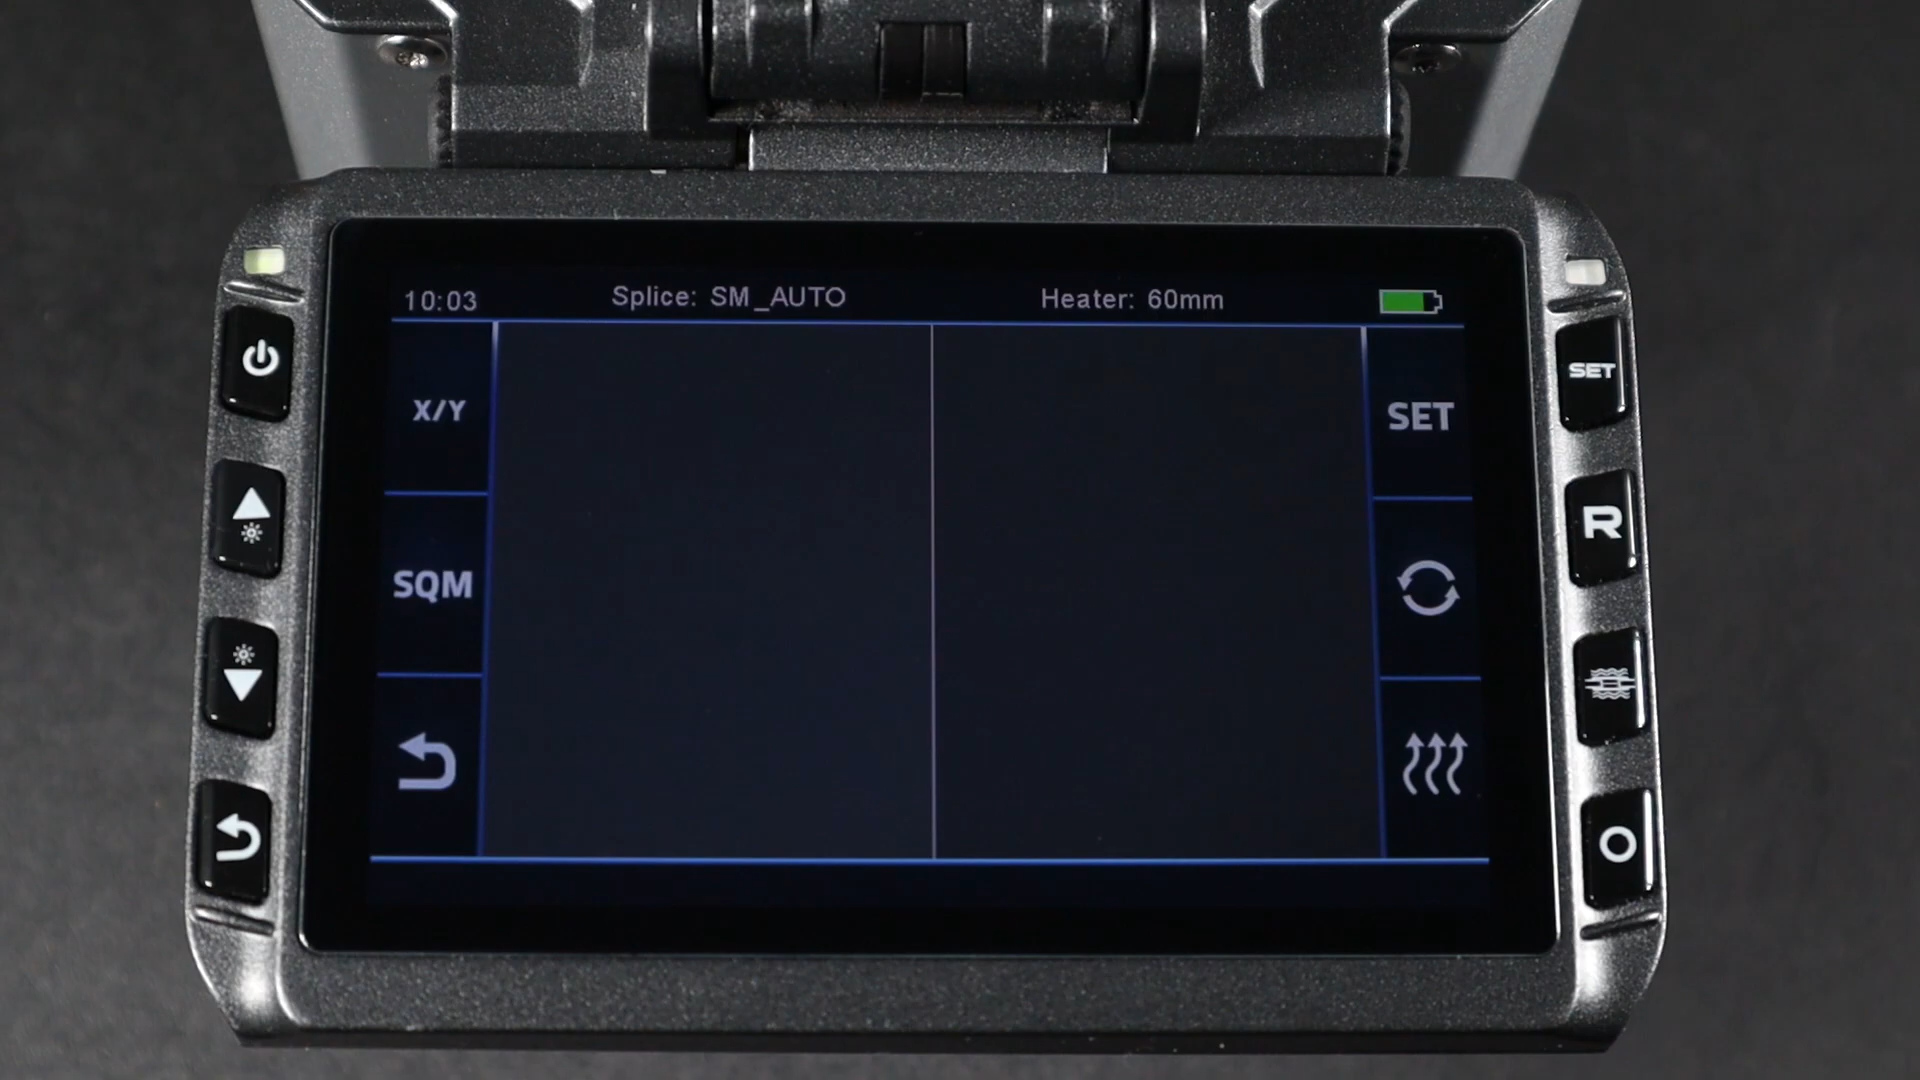 10:03
Splice: SM_AUTO
Heater: 60mm
X/Y
SET
SET
R
SQM